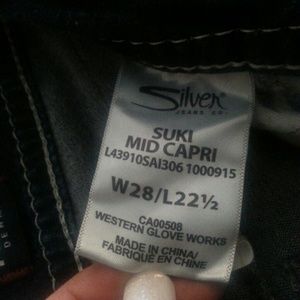 Silver
JEANS CO.
SUKI
MID CAPRI
L43910SAI306 1000915
W28/L22½
CA00508
WESTERN GLOVE WORKS
MADE IN CHINA/
FABRIQUÉ EN CHINE